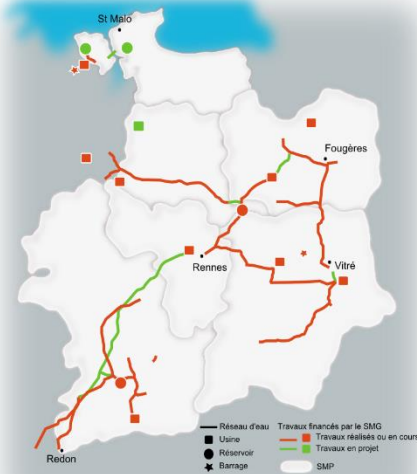 St Malo
Fougères
Rennes
Vitré
Redon
Réseau d'eau
Usine
Réservoir
Barrage
Travaux financés par le SMG
Travaux réalisés ou en cours
Travaux en projet
SMP